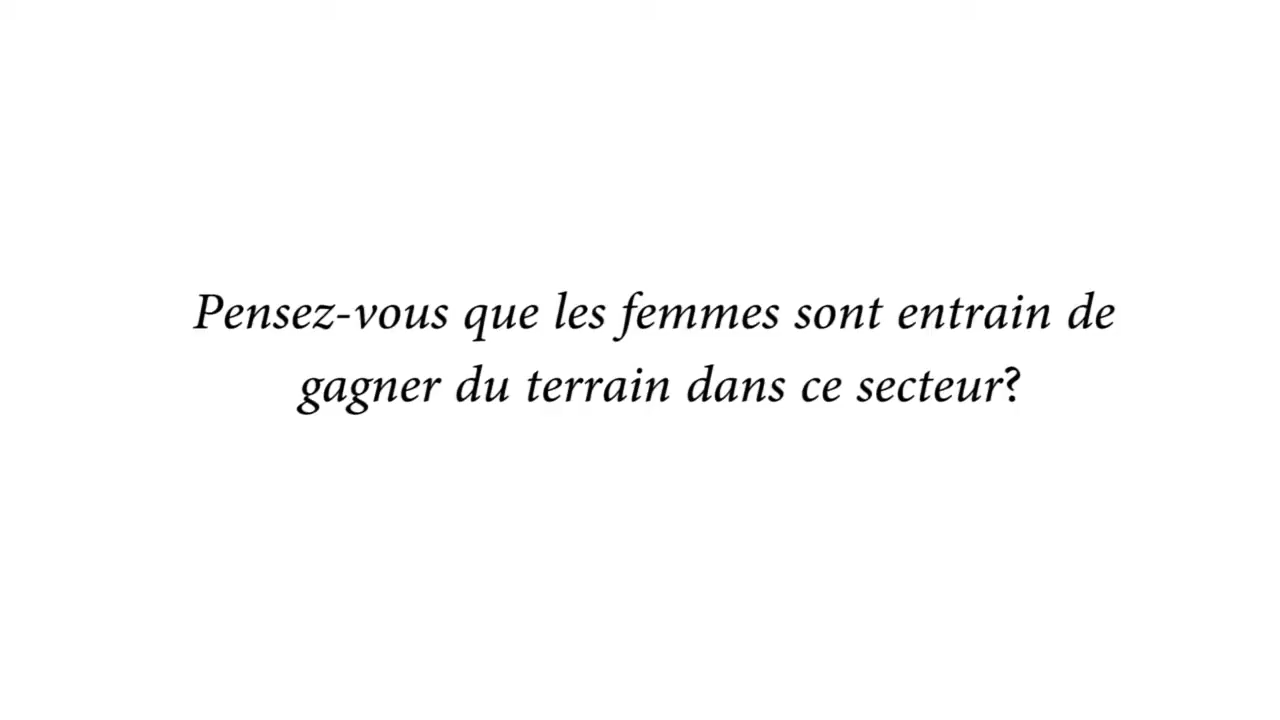 Pensez-vous que les femmes sont entrain de
gagner du terrain dans ce secteur?